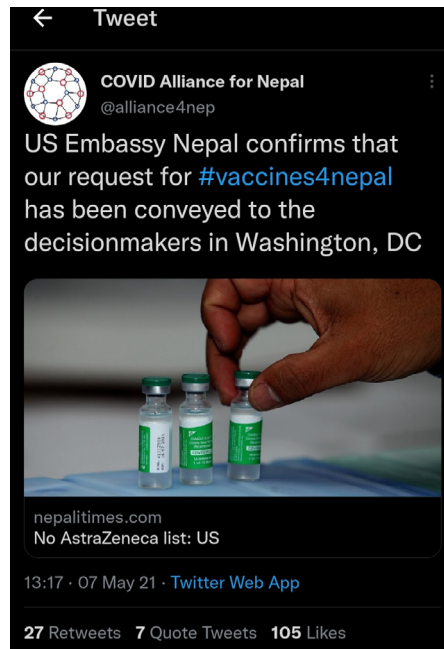 Tweet
COVID Alliance for Nepal
@alliance4nep
US Embassy Nepal confirms that
our request for #vaccines4nepal
has been conveyed to the
decisionmakers in Washington, DC
nepalitimes.com
No AstraZeneca list: US
13:17 · 07 May 21 · Twitter Web App
27 Retweets 7 Quote Tweets 105 Likes